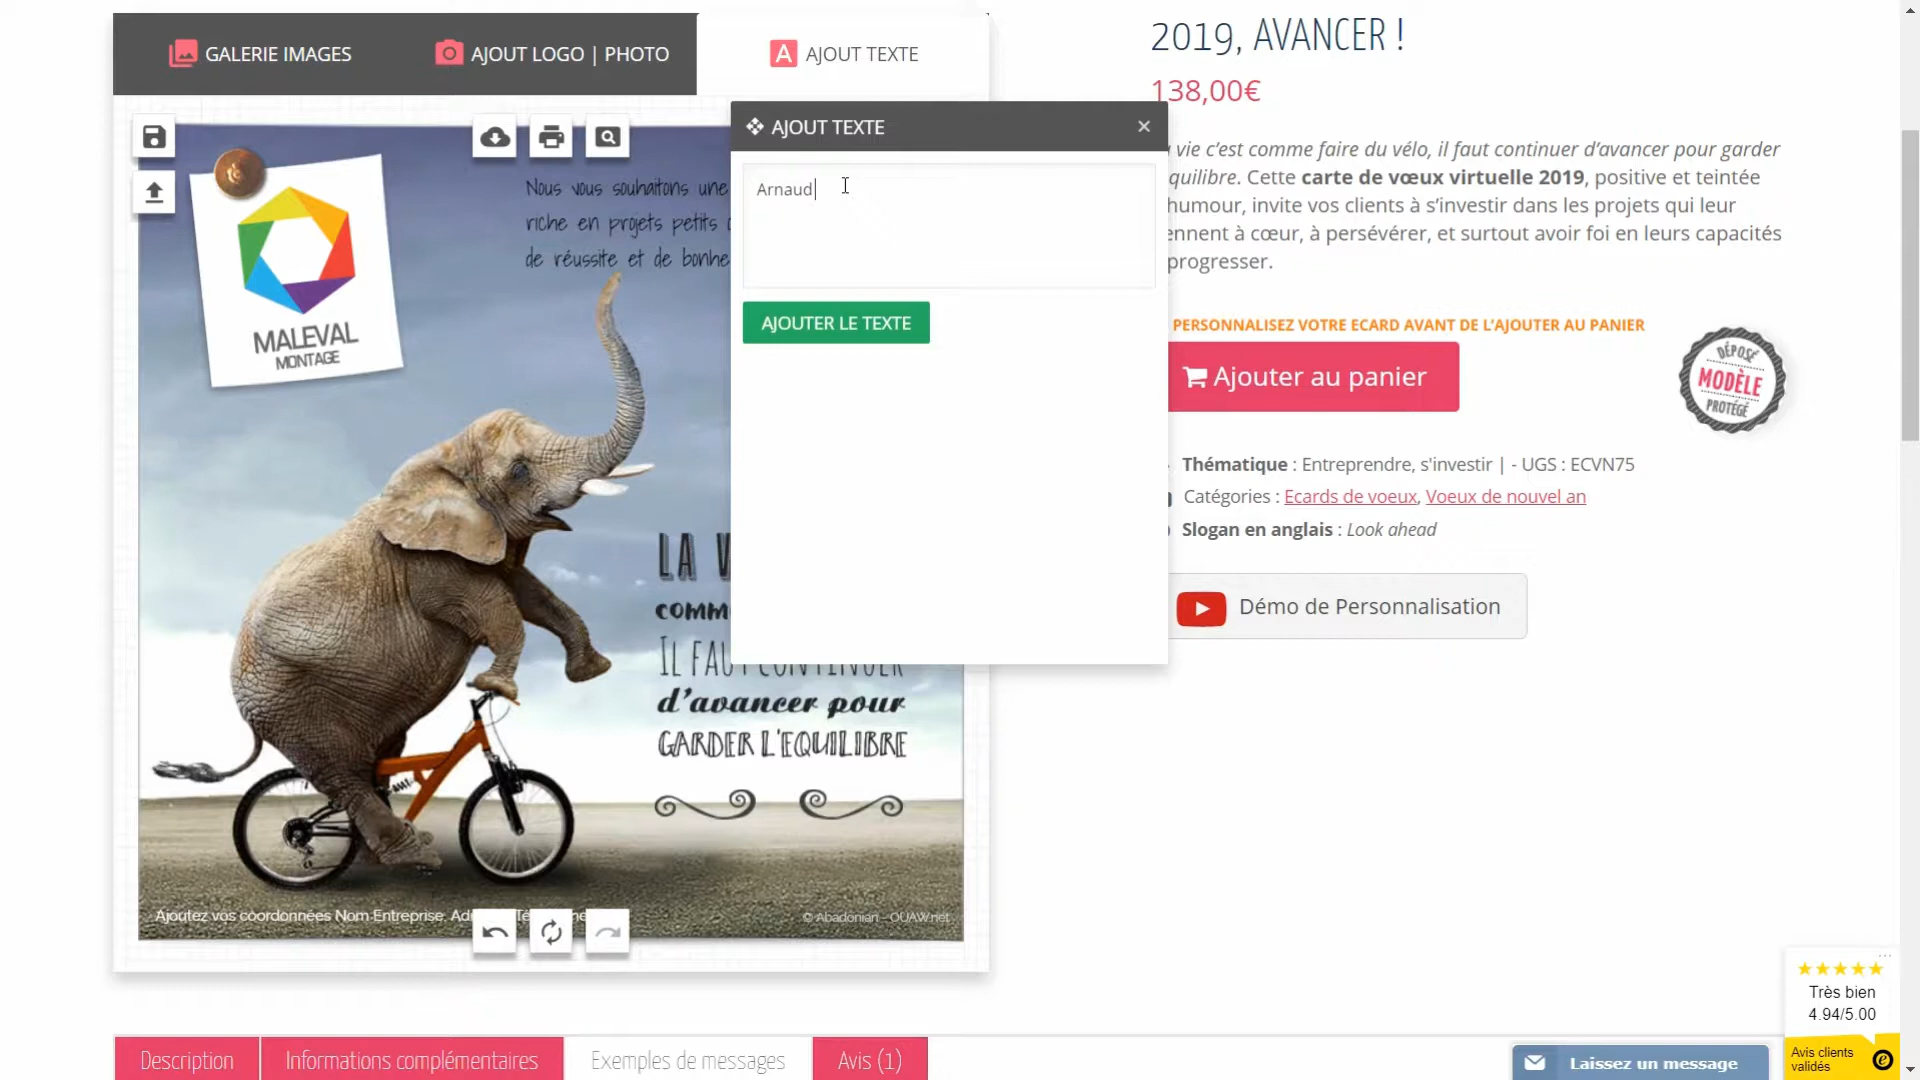 GALERIE IMAGES
AJOUT LOGO | PHOTO
A AJOUT TEXTE
2019, AVANCER !
138,00€
AJOUT TEXTE
Arnaud
AJOUTER LE TEXTE
vie c'est comme faire du vélo, il faut continuer d'avancer pour garder
quilibre. Cette carte de vœux virtuelle 2019, positive et teintée
humour, invite vos clients à s'investir dans les projets qui leur
ennent à cœur, à persévérer, et surtout avoir foi en leurs capacités
progresser.
PERSONNALISEZ VOTRE ECARD AVANT DE L'AJOUTER AU PANIER
Ajouter au panier
DÉPOSÉ
MODÈLE
PROTÉGÉ
Thématique : Entreprendre, s'investir | - UGS : ECVN75
Catégories : Ecards de voeux, Voeux de nouvel an
Slogan en anglais : Look ahead
Démo de Personnalisation
MALEVAL
MONTAGE
Nous vous souhaitons une
riche en projets petits
de réussite et de bonhe
LA V
comm
IL FAUT CONTINUER
d'avancer pour
GARDER L'EQUILIBRE
Ajoutez vos coordonnées Nom-Entreprise, Ad
© Abadonian - OUAW.net
Description
Informations complémentaires
Exemples de messages
Avis (1)
Laissez un message
Très bien
4.94/5.00
Avis clients
validés